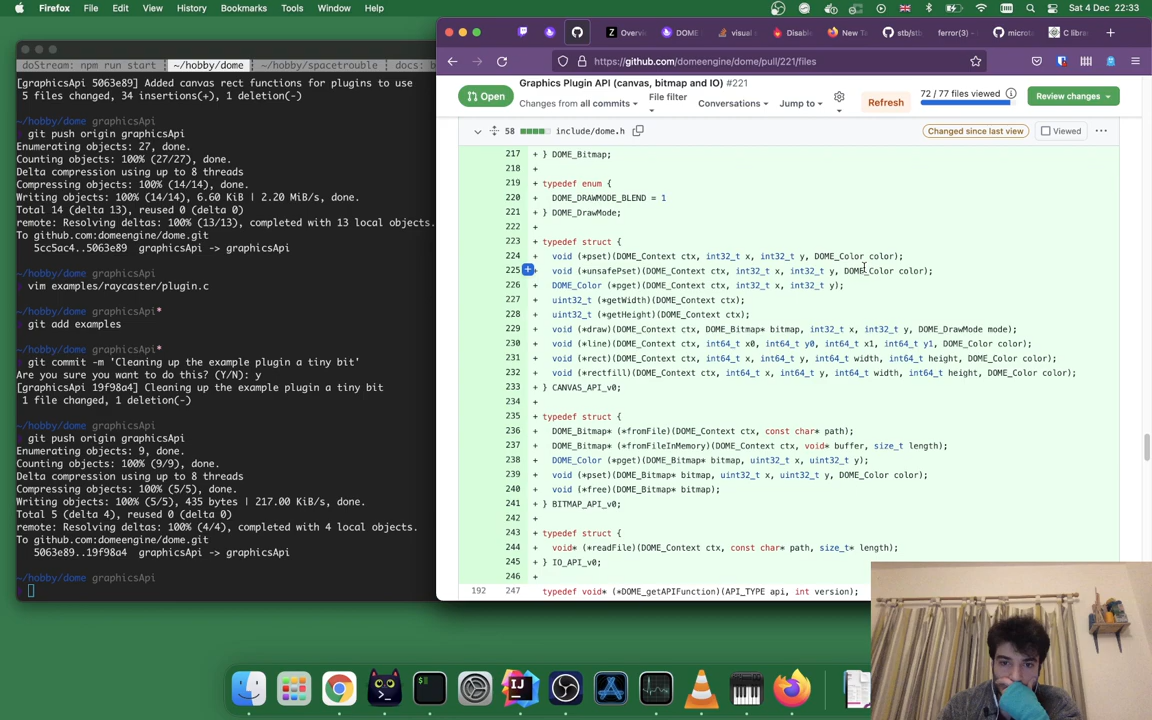 Firefox File Edit View History Bookmarks Tools Window Help
Sat 4 Dec 22:33
doStream: npm run start ~/hobby/dome ~/hobby/spacetrouble docs: b
[graphicsApi 5063e89] Added canvas rect functions for plugins to use
5 files changed, 34 insertions(+), 1 deletion(-)
~/hobby/dome graphicsApi
git push origin graphicsApi
Enumerating objects: 27, done.
Counting objects: 100% (27/27), done.
Delta compression using up to 8 threads
Compressing objects: 100% (14/14), done.
Writing objects: 100% (14/14), 6.60 KiB | 2.20 MiB/s, done.
Total 14 (delta 13), reused 0 (delta 0)
remote: Resolving deltas: 100% (13/13), completed with 13 local objects.
To github.com:domeengine/dome.git
5cc5ac4..5063e89 graphicsApi -> graphicsApi
~/hobby/dome graphicsApi
vim examples/raycaster/plugin.c
~/hobby/dome graphicsApi*
git add examples
~/hobby/dome graphicsApi*
git commit -m 'Cleaning up the example plugin a tiny bit'
Are you sure you want to do this? (Y/N): y
[graphicsApi 19f98a4] Cleaning up the example plugin a tiny bit
1 file changed, 1 deletion(-)
~/hobby/dome graphicsApi
git push origin graphicsApi
Enumerating objects: 9, done.
Counting objects: 100% (9/9), done.
Delta compression using up to 8 threads
Compressing objects: 100% (5/5), done.
Writing objects: 100% (5/5), 435 bytes | 217.00 KiB/s, done.
Total 5 (delta 4), reused 0 (delta 0)
remote: Resolving deltas: 100% (4/4), completed with 4 local objects.
To github.com:domeengine/dome.git
5063e89..19f98a4 graphicsApi -> graphicsApi
~/hobby/dome graphicsApi
Overvi DOME visual s Disable New Ta stb/stb ferror(3) - microte C libra
https://github.com/domeengine/dome/pull/221/files
Graphics Plugin API (canvas, bitmap and IO) #221
Open Changes from all commits File filter Conversations Jump to Refresh 72 / 77 files viewed Review changes
58 include/dome.h Changed since last view Viewed
217 + } DOME_Bitmap;
218 +
219 + typedef enum {
220 + DOME_DRAWMODE_BLEND = 1
221 + } DOME_DrawMode;
222 +
223 + typedef struct {
224 + void (*pset)(DOME_Context ctx, int32_t x, int32_t y, DOME_Color color);
225 + void (*unsafePset)(DOME_Context ctx, int32_t x, int32_t y, DOME_Color color);
226 + DOME_Color (*pget)(DOME_Context ctx, int32_t x, int32_t y);
227 + uint32_t (*getWidth)(DOME_Context ctx);
228 + uint32_t (*getHeight)(DOME_Context ctx);
229 + void (*draw)(DOME_Context ctx, DOME_Bitmap* bitmap, int32_t x, int32_t y, DOME_DrawMode mode);
230 + void (*line)(DOME_Context ctx, int64_t x0, int64_t y0, int64_t x1, int64_t y1, DOME_Color color);
231 + void (*rect)(DOME_Context ctx, int64_t x, int64_t y, int64_t width, int64_t height, DOME_Color color);
232 + void (*rectfill)(DOME_Context ctx, int64_t x, int64_t y, int64_t width, int64_t height, DOME_Color color);
233 + } CANVAS_API_v0;
234 +
235 + typedef struct {
236 + DOME_Bitmap* (*fromFile)(DOME_Context ctx, const char* path);
237 + DOME_Bitmap* (*fromFileInMemory)(DOME_Context ctx, void* buffer, size_t length);
238 + DOME_Color (*pget)(DOME_Bitmap* bitmap, uint32_t x, uint32_t y);
239 + void (*pset)(DOME_Bitmap* bitmap, uint32_t x, uint32_t y, DOME_Color color);
240 + void (*free)(DOME_Bitmap* bitmap);
241 + } BITMAP_API_v0;
242 +
243 + typedef struct {
244 + void* (*readFile)(DOME_Context ctx, const char* path, size_t* length);
245 + } IO_API_v0;
246 +
192 247 typedef void* (*DOME_getAPIFunction)(API_TYPE api, int version);